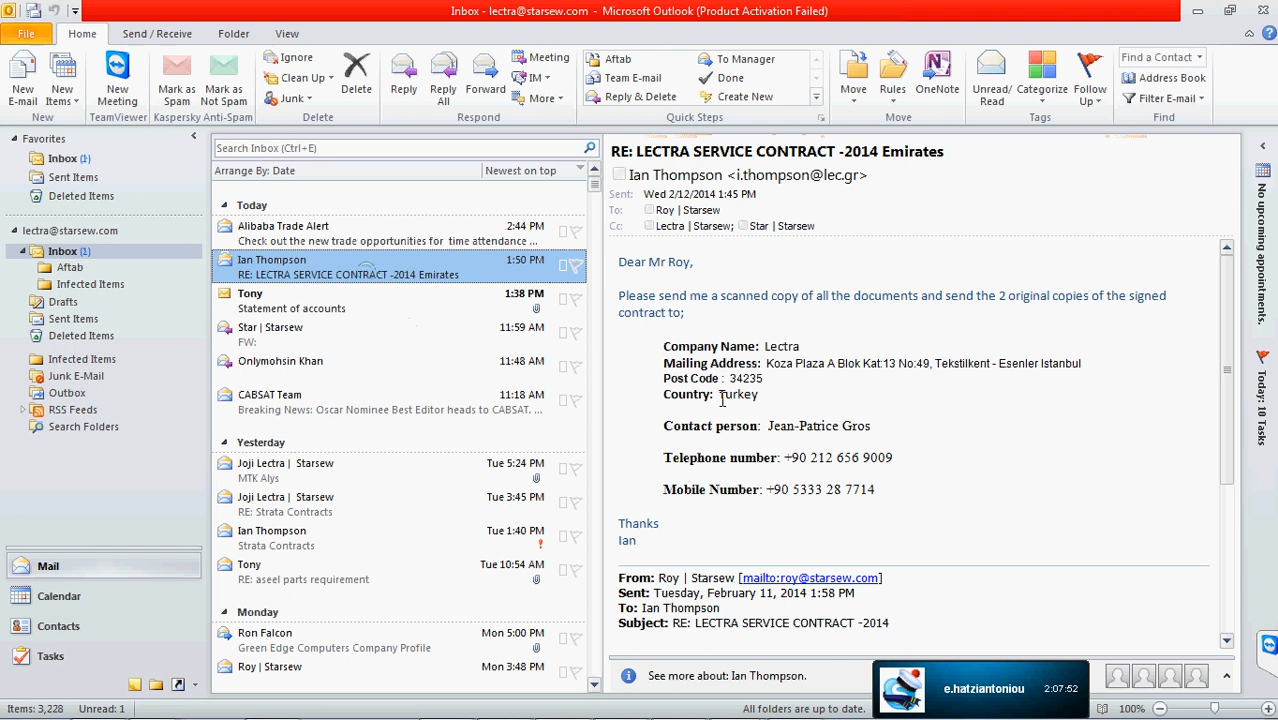 Inbox - lectra@starsew.com - Microsoft Outlook (Product Activation Failed)
File Home Send / Receive Folder View
New E-mail
New Items
New
New Meeting
TeamViewer
Mark as Spam
Mark as Not Spam
Kaspersky Anti-Spam
Ignore
Clean Up
Junk
Delete
Delete
Reply
Reply All
Forward
Meeting
IM
More
Respond
Aftab
Team E-mail
Reply & Delete
To Manager
Done
Create New
Quick Steps
Move
Rules
OneNote
Move
Unread/ Read
Categorize
Follow Up
Tags
Find a Contact
Address Book
Filter E-mail
Find
Favorites
Inbox (1)
Sent Items
Deleted Items
lectra@starsew.com
Inbox (1)
Aftab
Infected Items
Drafts
Sent Items
Deleted Items
Infected Items
Junk E-Mail
Outbox
RSS Feeds
Search Folders
Mail
Calendar
Contacts
Tasks
Search Inbox (Ctrl+E)
Arrange By: Date Newest on top
Today
Alibaba Trade Alert 2:44 PM
Check out the new trade opportunities for time attendance ...
Ian Thompson 1:50 PM
RE: LECTRA SERVICE CONTRACT -2014 Emirates
Tony 1:38 PM
Statement of accounts
Star | Starsew 11:59 AM
FW:
Onlymohsin Khan 11:48 AM
CABSAT Team 11:18 AM
Breaking News: Oscar Nominee Best Editor heads to CABSAT. ...
Yesterday
Joji Lectra | Starsew Tue 5:24 PM
MTK Alys
Joji Lectra | Starsew Tue 3:45 PM
RE: Strata Contracts
Ian Thompson Tue 1:40 PM
Strata Contracts
Tony Tue 10:54 AM
RE: aseel parts requirement
Monday
Ron Falcon Mon 5:00 PM
Green Edge Computers Company Profile
Roy | Starsew Mon 3:48 PM
RE: LECTRA SERVICE CONTRACT -2014 Emirates
Ian Thompson <i.thompson@lec.gr>
Sent: Wed 2/12/2014 1:45 PM
To: Roy | Starsew
Cc: Lectra | Starsew; Star | Starsew
Dear Mr Roy,
Please send me a scanned copy of all the documents and send the 2 original copies of the signed
contract to;
Company Name: Lectra
Mailing Address: Koza Plaza A Blok Kat:13 No:49, Tekstilkent - Esenler Istanbul
Post Code : 34235
Country: Turkey
Contact person: Jean-Patrice Gros
Telephone number: +90 212 656 9009
Mobile Number: +90 5333 28 7714
Thanks
Ian
From: Roy | Starsew [mailto:roy@starsew.com]
Sent: Tuesday, February 11, 2014 1:58 PM
To: Ian Thompson
Subject: RE: LECTRA SERVICE CONTRACT -2014
See more about: Ian Thompson.
No upcoming appointments.
Today: 10 Tasks
e.hatziantoniou 2:07:52
Items: 3,228 Unread: 1 All folders are up to date. 100%